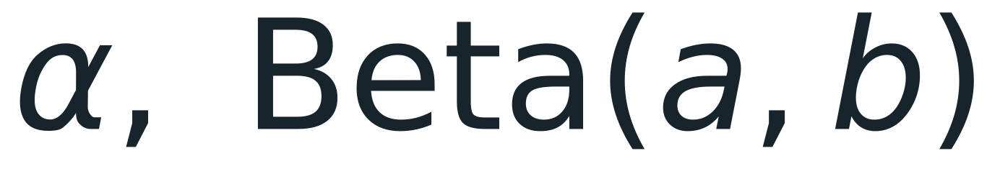 α, Beta(a, b)